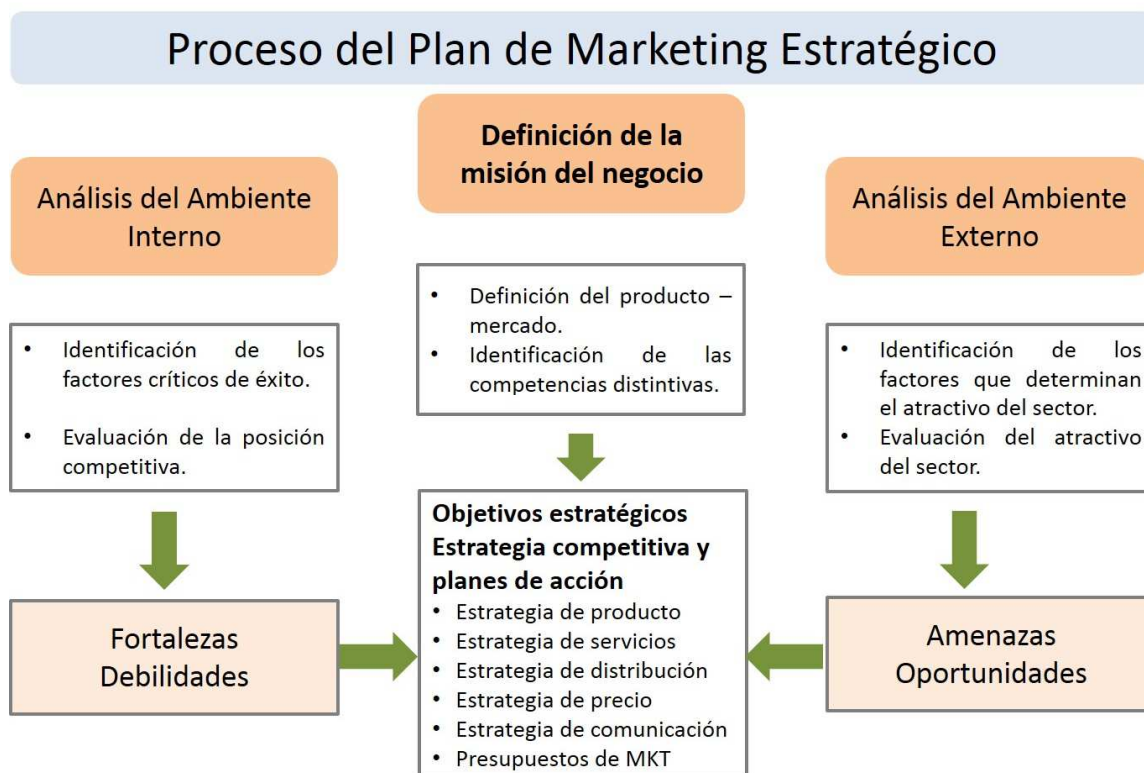 Proceso del Plan de Marketing Estratégico
Definición de la
misión del negocio
Análisis del Ambiente
Interno
Análisis del Ambiente
Externo
• Definición del producto –
mercado.
• Identificación de las
competencias distintivas.
• Identificación de los
factores críticos de éxito.
• Evaluación de la posición
competitiva.
• Identificación de los
factores que determinan
el atractivo del sector.
• Evaluación del atractivo
del sector.
Objetivos estratégicos
Estrategia competitiva y
planes de acción
• Estrategia de producto
• Estrategia de servicios
• Estrategia de distribución
• Estrategia de precio
• Estrategia de comunicación
• Presupuestos de MKT
Fortalezas
Debilidades
Amenazas
Oportunidades